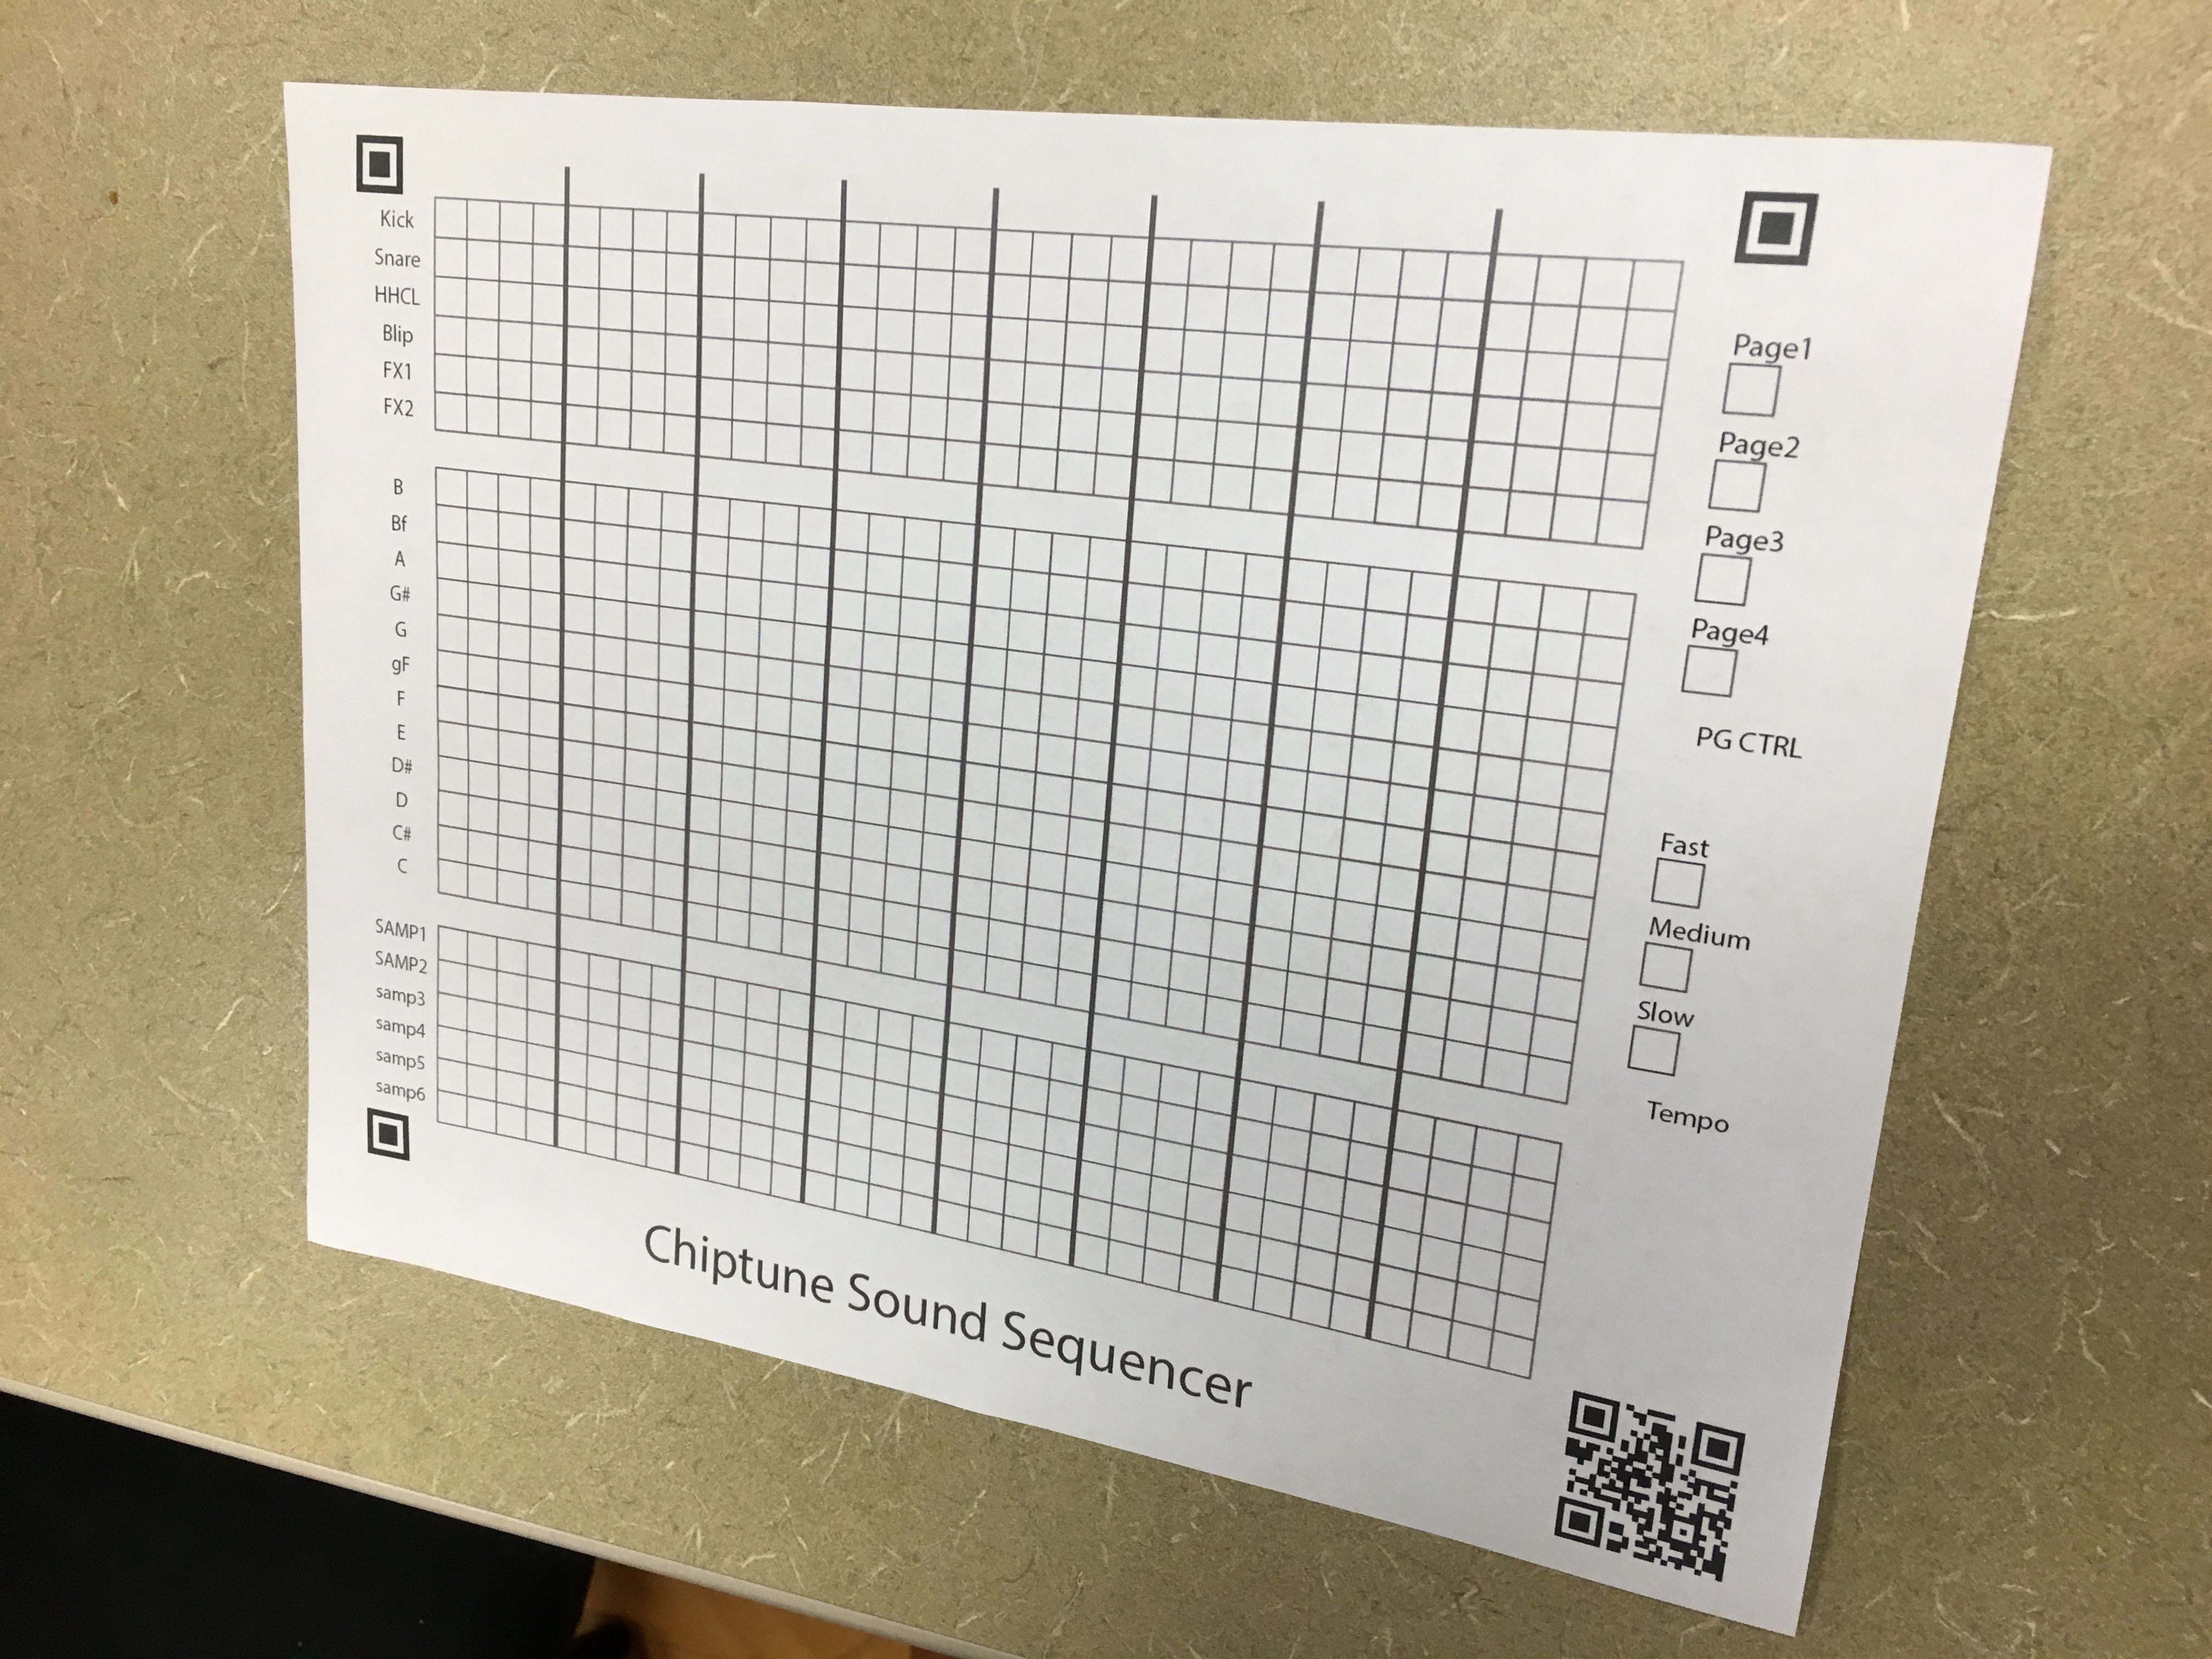 Kick
Snare
HHCL
Blip
FX1
FX2
B
Bf
A
G#
G
gF
F
E
D#
D
C#
C
SAMP1
SAMP2
samp3
samp4
samp5
samp6
Page1
Page2
Page3
Page4
PG CTRL
Fast
Medium
Slow
Tempo
Chiptune Sound Sequencer